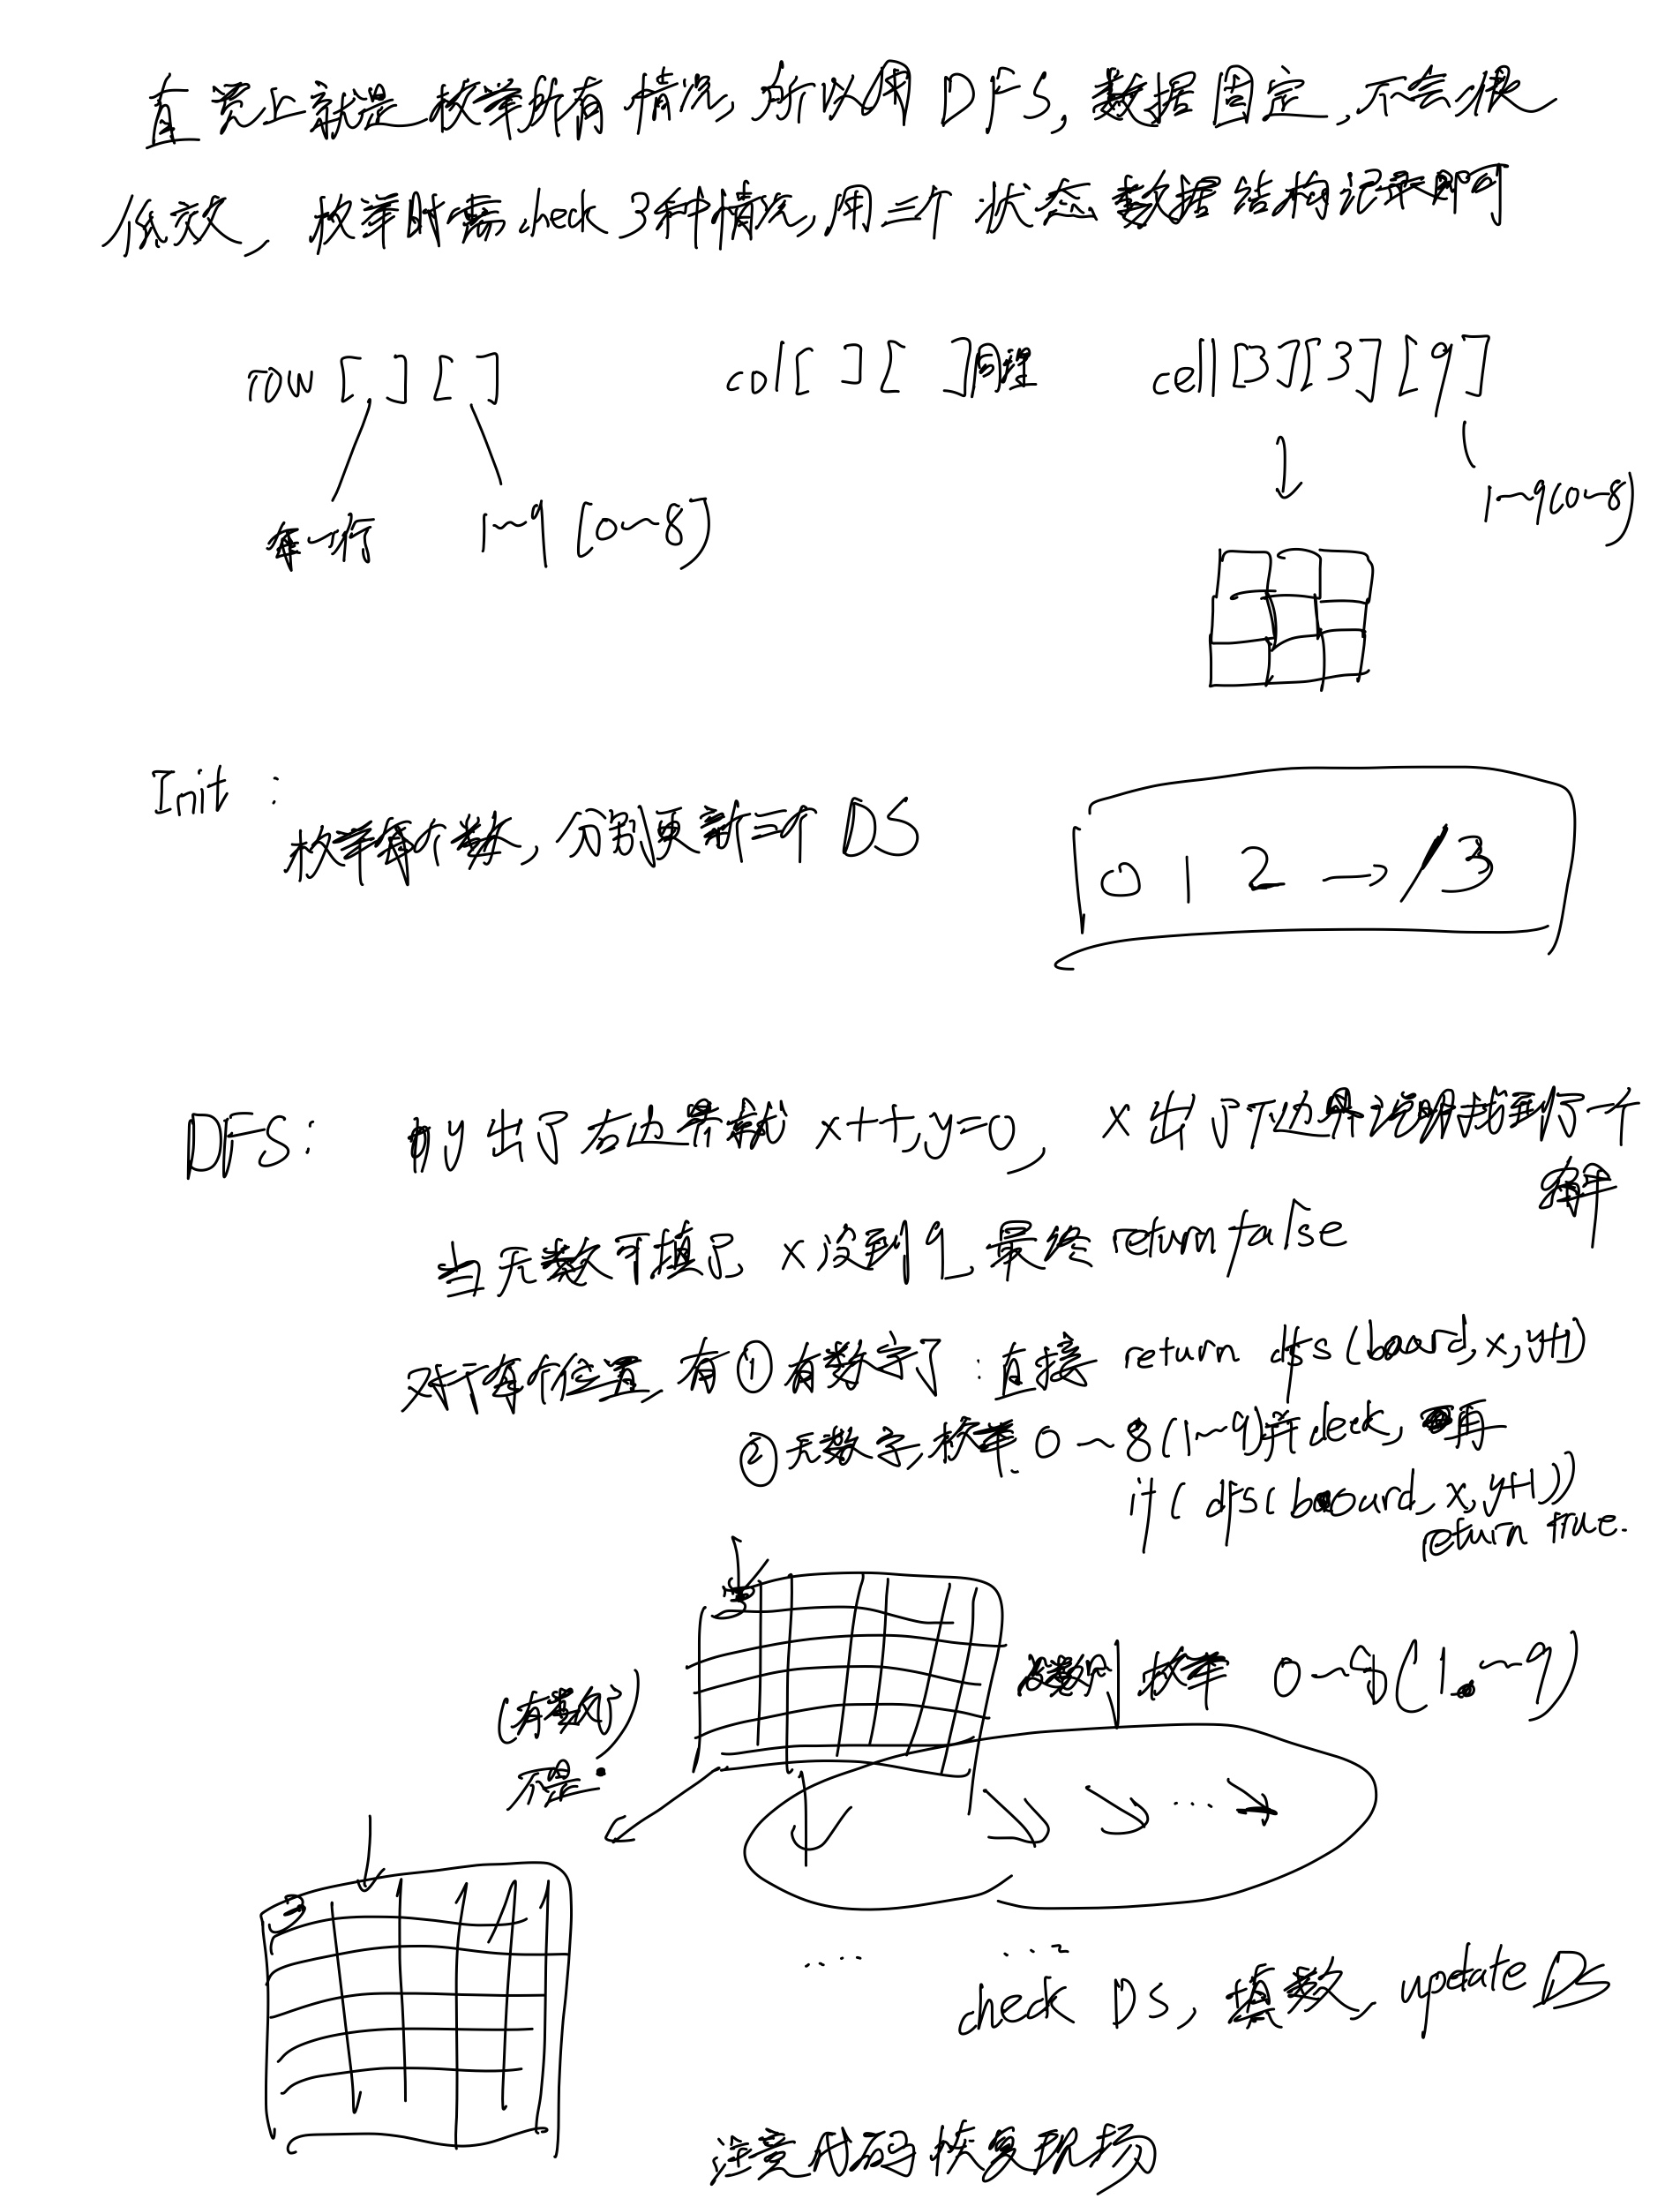 直觉上就是枚举所有情况,所以用DFS,数据固定,不会很
低效,枚举时需check 3种情况,用三个状态数据结构记录即可
row[ ][ ] col[ ][ ]同理 cell[3][3][9]
每一行 1~9(0~8) 1~9(0~8)
Init:
枚举每个数,分别更新三个DS
0 1 2 → /3
DFS: y出了右边界就x++,y=0, x出了下边界说明找到了一个
解
当无数可填了,x没到9,最终return false
对于每个位置,有①有数字了:直接return dfs(board,x,y+1)
②无数字,枚举0~8(1~9)并check,再
if(dfs(board,x,y+1))
return true.
枚举0~8(1~9)
(有数了)
不是·
3
······
check DS,填数,update DS
注意代码恢复现场